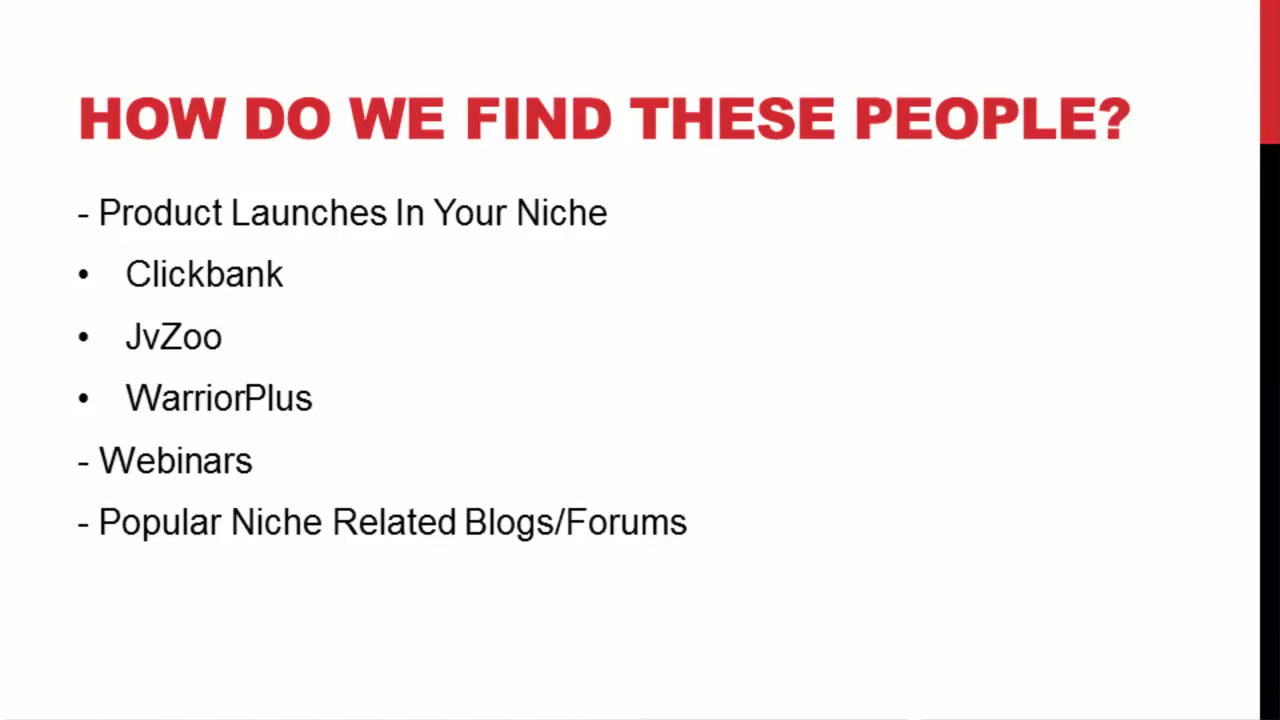 HOW DO WE FIND THESE PEOPLE?
- Product Launches In Your Niche
• Clickbank
• JvZoo
• WarriorPlus
- Webinars
- Popular Niche Related Blogs/Forums